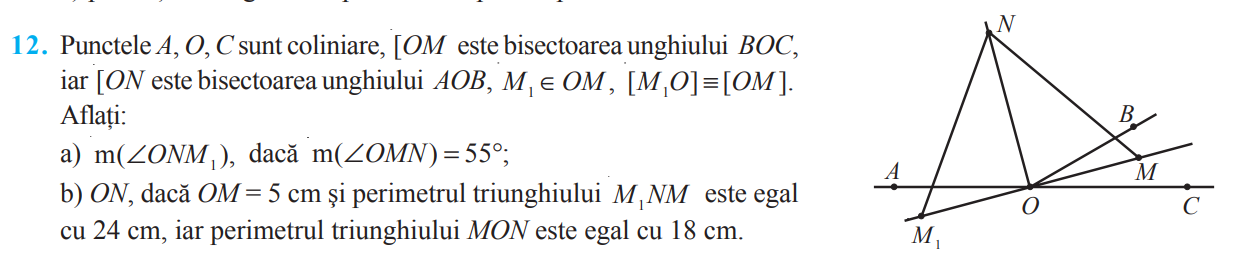 12. Punctele A, O, C sunt coliniare, [OM este bisectoarea unghiului BOC,
iar [ON este bisectoarea unghiului AOB, M₁ ∈ OM, [M₁O] ≡ [OM].
Aflați:
a) m(∠ONM₁), dacă m(∠OMN) = 55°;
b) ON, dacă OM = 5 cm şi perimetrul triunghiului M₁NM este egal
cu 24 cm, iar perimetrul triunghiului MON este egal cu 18 cm.
N
B
A
M
O
C
M₁